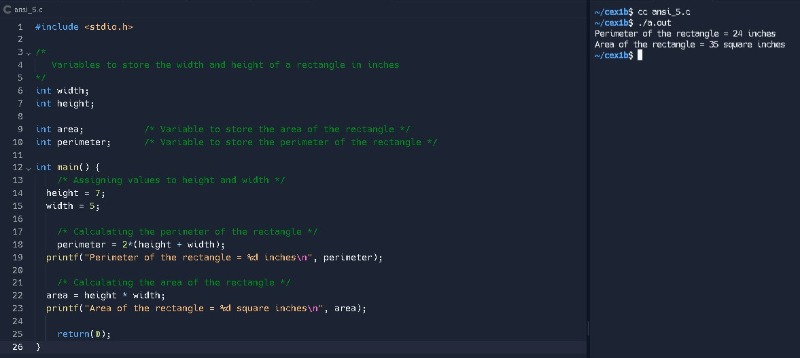 C ansi_5.c
1 #include <stdio.h>
2
3 /*
4 Variables to store the width and height of a rectangle in inches
5 */
6 int width;
7 int height;
8
9 int area; /* Variable to store the area of the rectangle */
10 int perimeter; /* Variable to store the perimeter of the rectangle */
11
12 int main() {
13 /* Assigning values to height and width */
14 height = 7;
15 width = 5;
16
17 /* Calculating the perimeter of the rectangle */
18 perimeter = 2*(height + width);
19 printf("Perimeter of the rectangle = %d inches\n", perimeter);
20
21 /* Calculating the area of the rectangle */
22 area = height * width;
23 printf("Area of the rectangle = %d square inches\n", area);
24
25 return(0);
26 }
~/cex1b$ cc ansi_5.c
~/cex1b$ ./a.out
Perimeter of the rectangle = 24 inches
Area of the rectangle = 35 square inches
~/cex1b$